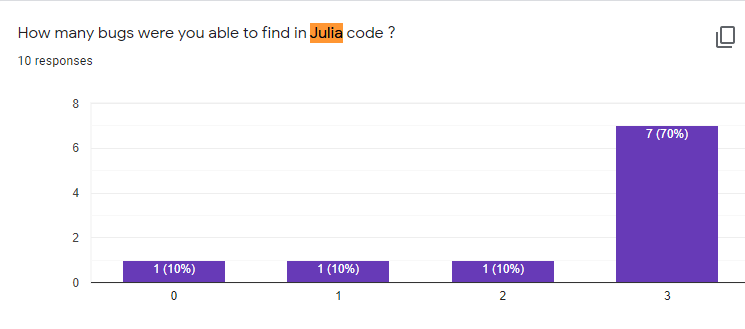 How many bugs were you able to find in Julia code ?
10 responses
8
6
4
2
0
1 (10%) 1 (10%) 1 (10%) 7 (70%)
0 1 2 3